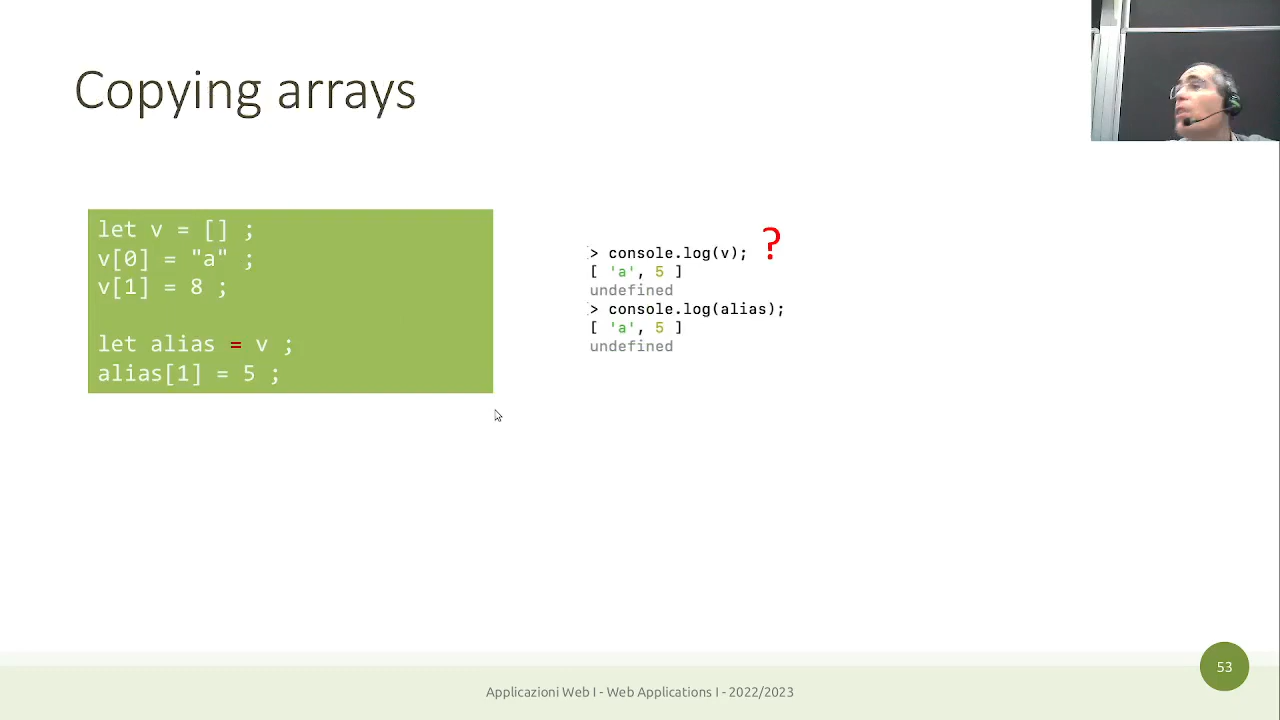 Copying arrays
let v = [] ;
v[0] = "a" ;
v[1] = 8 ;
let alias = v ;
alias[1] = 5 ;
> console.log(v); ?
[ 'a', 5 ]
undefined
> console.log(alias);
[ 'a', 5 ]
undefined
53
Applicazioni Web I - Web Applications I - 2022/2023